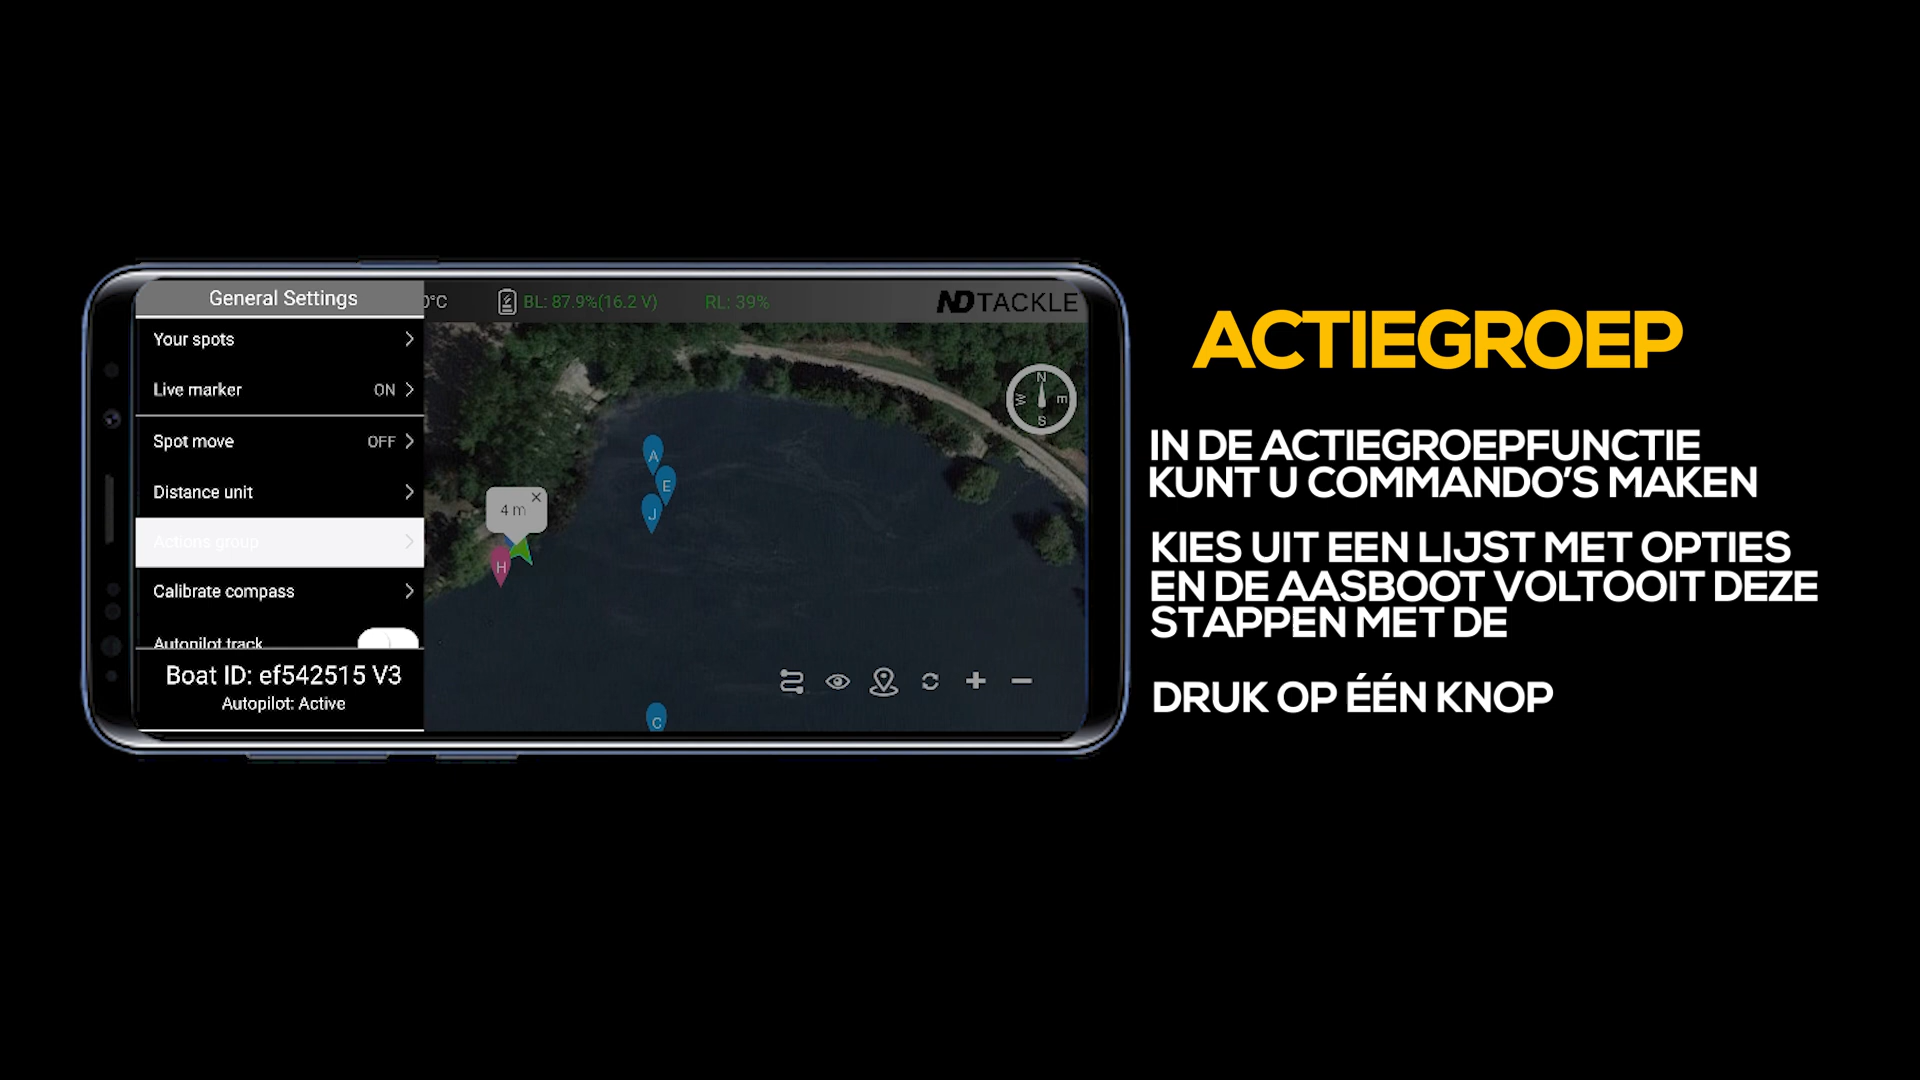 General Settings
0°C
BL: 87.9%(16.2 V)
RL: 39%
ND TACKLE
Your spots
Live marker ON
Spot move OFF
Distance unit
Actions group
Calibrate compass
Autopilot track
Boat ID: ef542515 V3
Autopilot: Active
N
W E
S
A
E
J
4 m
H
C
ACTIEGROEP
IN DE ACTIEGROEPFUNCTIE
KUNT U COMMANDO'S MAKEN
KIES UIT EEN LIJST MET OPTIES
EN DE AASBOOT VOLTOOIT DEZE
STAPPEN MET DE
DRUK OP ÉÉN KNOP